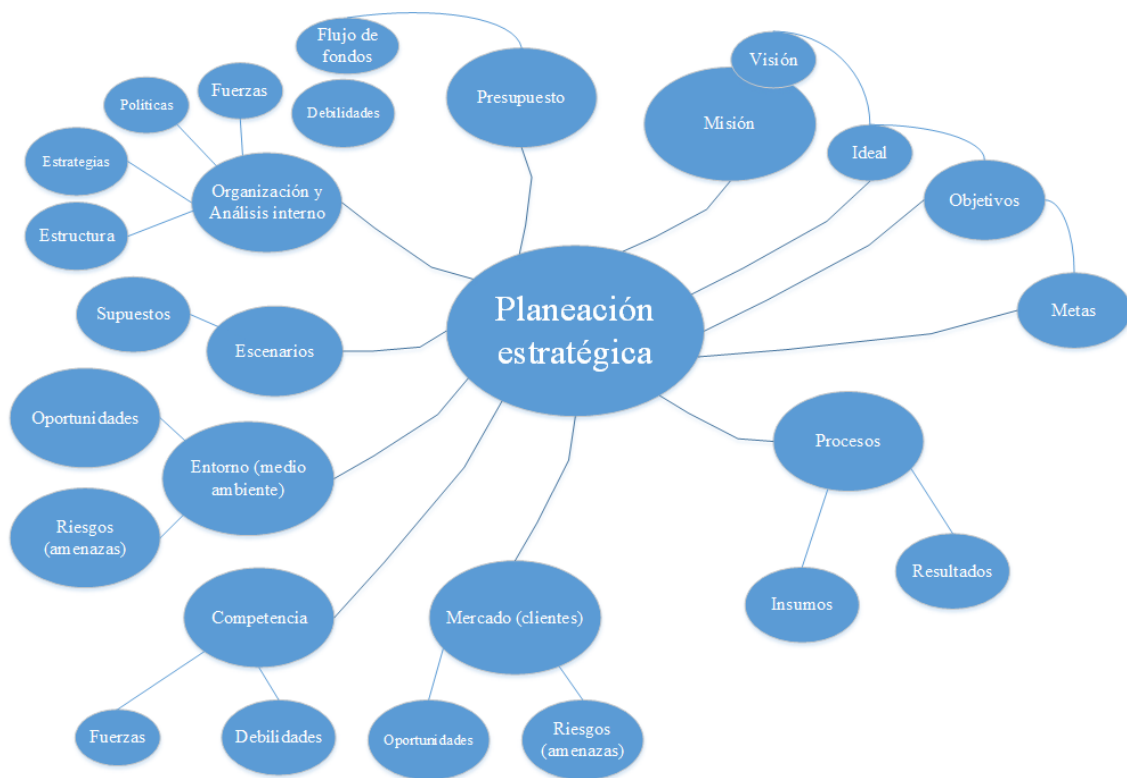 Flujo de
fondos
Visión
Presupuesto
Misión
Fuerzas
Políticas
Debilidades
Ideal
Estrategias
Organización y
Análisis interno
Objetivos
Estructura
Planeación
estratégica
Supuestos
Escenarios
Metas
Oportunidades
Procesos
Entorno (medio
ambiente)
Riesgos
(amenazas)
Resultados
Insumos
Competencia
Mercado (clientes)
Fuerzas
Debilidades
Oportunidades
Riesgos
(amenazas)